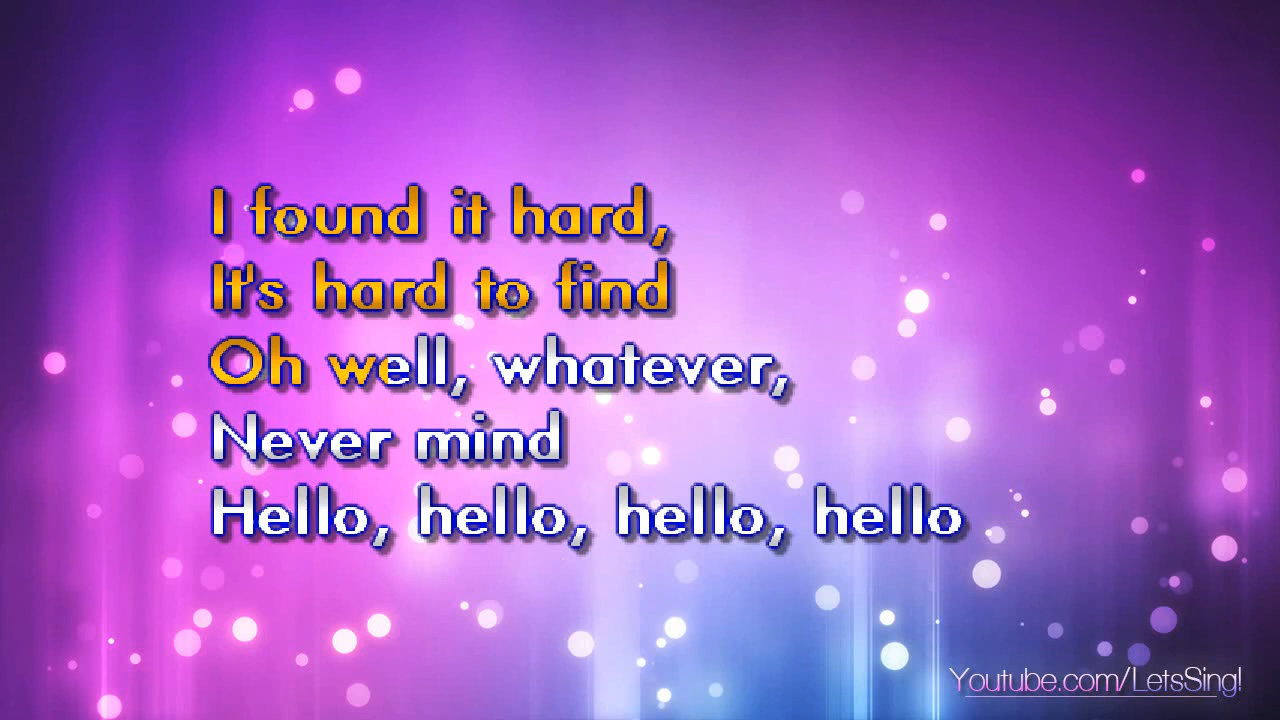 I found it hard,
It's hard to find
Oh well, whatever,
Never mind
Hello, hello, hello, hello
Youtube.com/LetsSing!